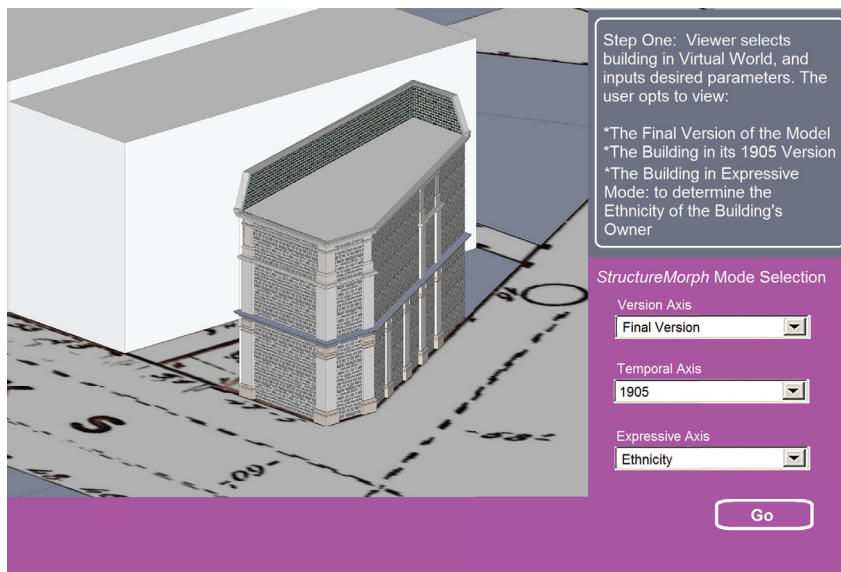 Step One:  Viewer selects
building in Virtual World, and
inputs desired parameters. The
user opts to view:
*The Final Version of the Model
*The Building in its 1905 Version
*The Building in Expressive
Mode: to determine the
Ethnicity of the Building's
Owner
StructureMorph Mode Selection
Version Axis
Final Version
Temporal Axis
1905
Expressive Axis
Ethnicity
Go
S
-60-
-68-